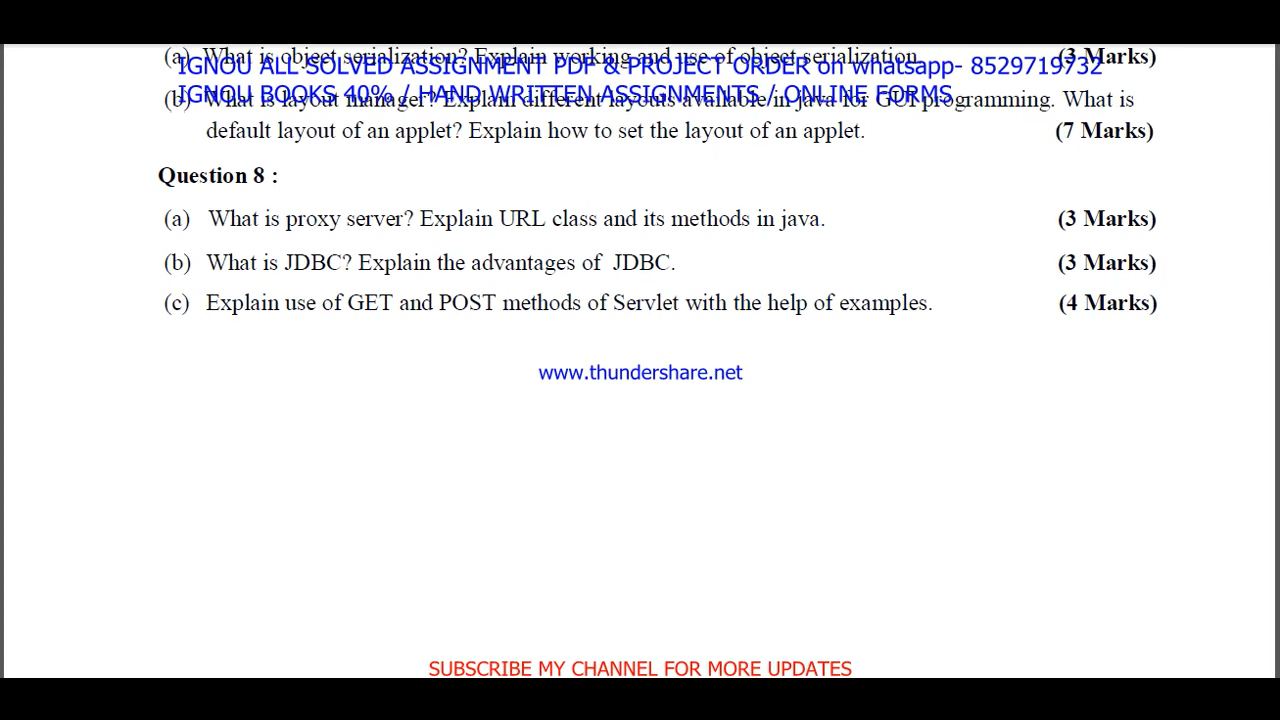 (a) What is object serialization? Explain working and use of object serialization. (3 Marks)
IGNOU ALL SOLVED ASSIGNMENT PDF & PROJECT ORDER on whatsapp- 8529719732
IGNOU BOOKS 40% / HAND WRITTEN ASSIGNMENTS / ONLINE FORMS
(b) What is layout manager? Explain different layouts available in java for GUI programming. What is
default layout of an applet? Explain how to set the layout of an applet. (7 Marks)
Question 8 :
(a) What is proxy server? Explain URL class and its methods in java. (3 Marks)
(b) What is JDBC? Explain the advantages of JDBC. (3 Marks)
(c) Explain use of GET and POST methods of Servlet with the help of examples. (4 Marks)
www.thundershare.net
SUBSCRIBE MY CHANNEL FOR MORE UPDATES